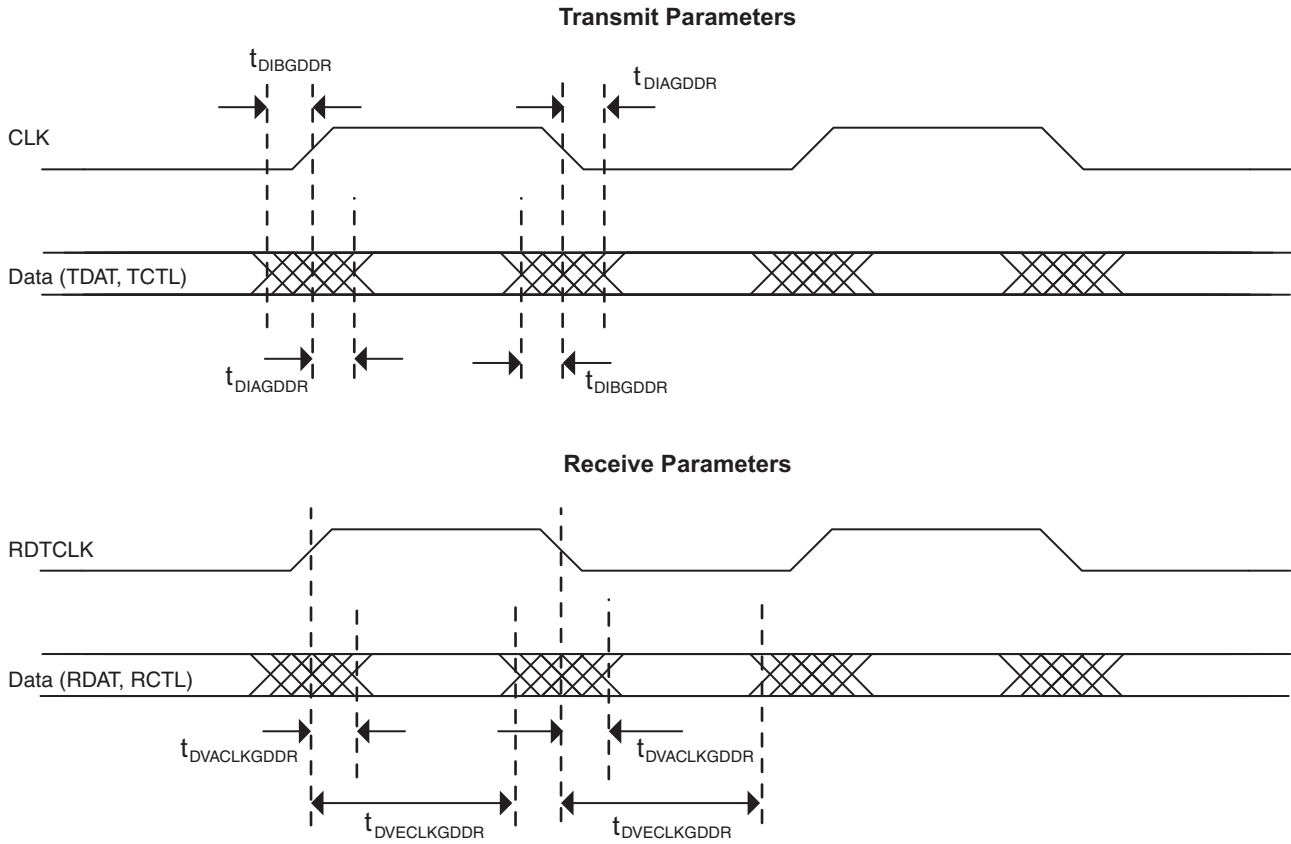 Transmit Parameters
tDIBGDDR
tDIAGDDR
CLK
Data (TDAT, TCTL)
tDIAGDDR
tDIBGDDR
Receive Parameters
RDTCLK
Data (RDAT, RCTL)
tDVACLKGDDR
tDVACLKGDDR
tDVECLKGDDR
tDVECLKGDDR